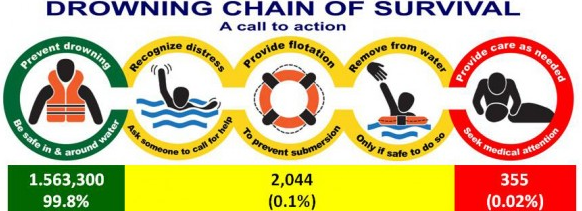 DROWNING CHAIN OF SURVIVAL
A call to action
Prevent drowning
Be safe in & around water
Recognize distress
Ask someone to call for help
Provide flotation
To prevent submersion
Remove from water
Only if safe to do so
Provide care as needed
Seek medical attention
1.563,300
99.8%
2,044
(0.1%)
355
(0.02%)